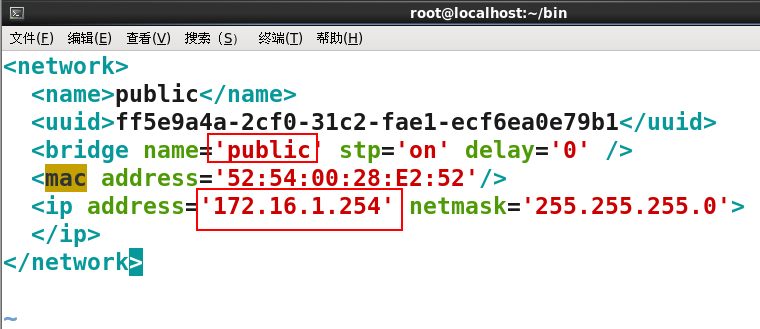 root@localhost:~/bin
文件(F) 编辑(E) 查看(V) 搜索（S） 终端(T) 帮助(H)
<network>
  <name>public</name>
  <uuid>ff5e9a4a-2cf0-31c2-fae1-ecf6ea0e79b1</uuid>
  <bridge name='public' stp='on' delay='0' />
  <mac address='52:54:00:28:E2:52'/>
  <ip address='172.16.1.254' netmask='255.255.255.0'>
  </ip>
</network>
~